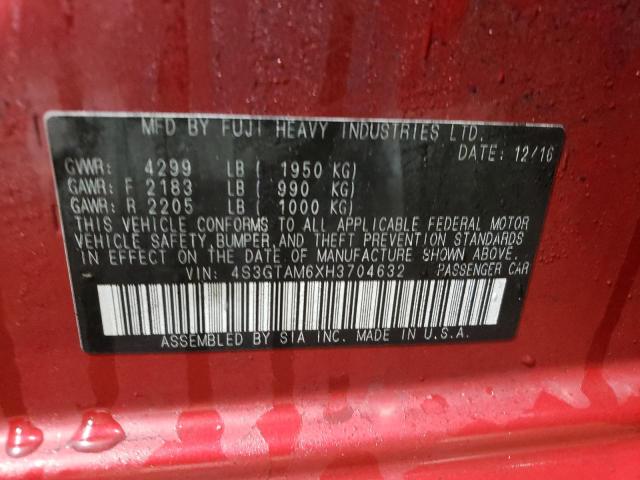 MFD BY FUJI HEAVY INDUSTRIES LTD.
DATE: 12/16
GVWR: 4299 LB ( 1950 KG)
GAWR: F 2183 LB ( 990 KG)
GAWR: R 2205 LB ( 1000 KG)
THIS VEHICLE CONFORMS TO ALL APPLICABLE FEDERAL MOTOR
VEHICLE SAFETY, BUMPER, AND THEFT PREVENTION STANDARDS
IN EFFECT ON THE DATE OF MANUFACTURE SHOWN ABOVE.
VIN: 4S3GTAM6XH3704632 PASSENGER CAR
ASSEMBLED BY SIA INC. MADE IN U.S.A.